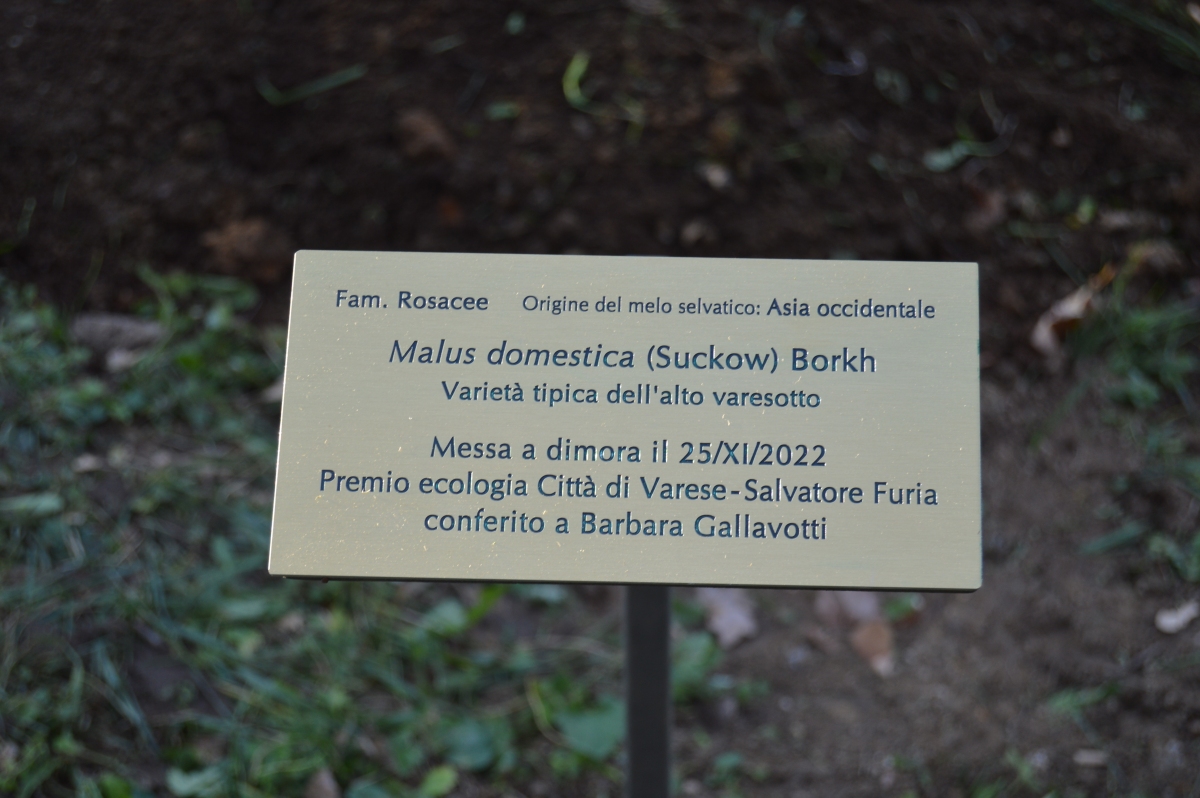 Fam. Rosacee Origine del melo selvatico: Asia occidentale
Malus domestica (Suckow) Borkh
Varietà tipica dell'alto varesotto
Messa a dimora il 25/XI/2022
Premio ecologia Città di Varese-Salvatore Furia
conferito a Barbara Gallavotti